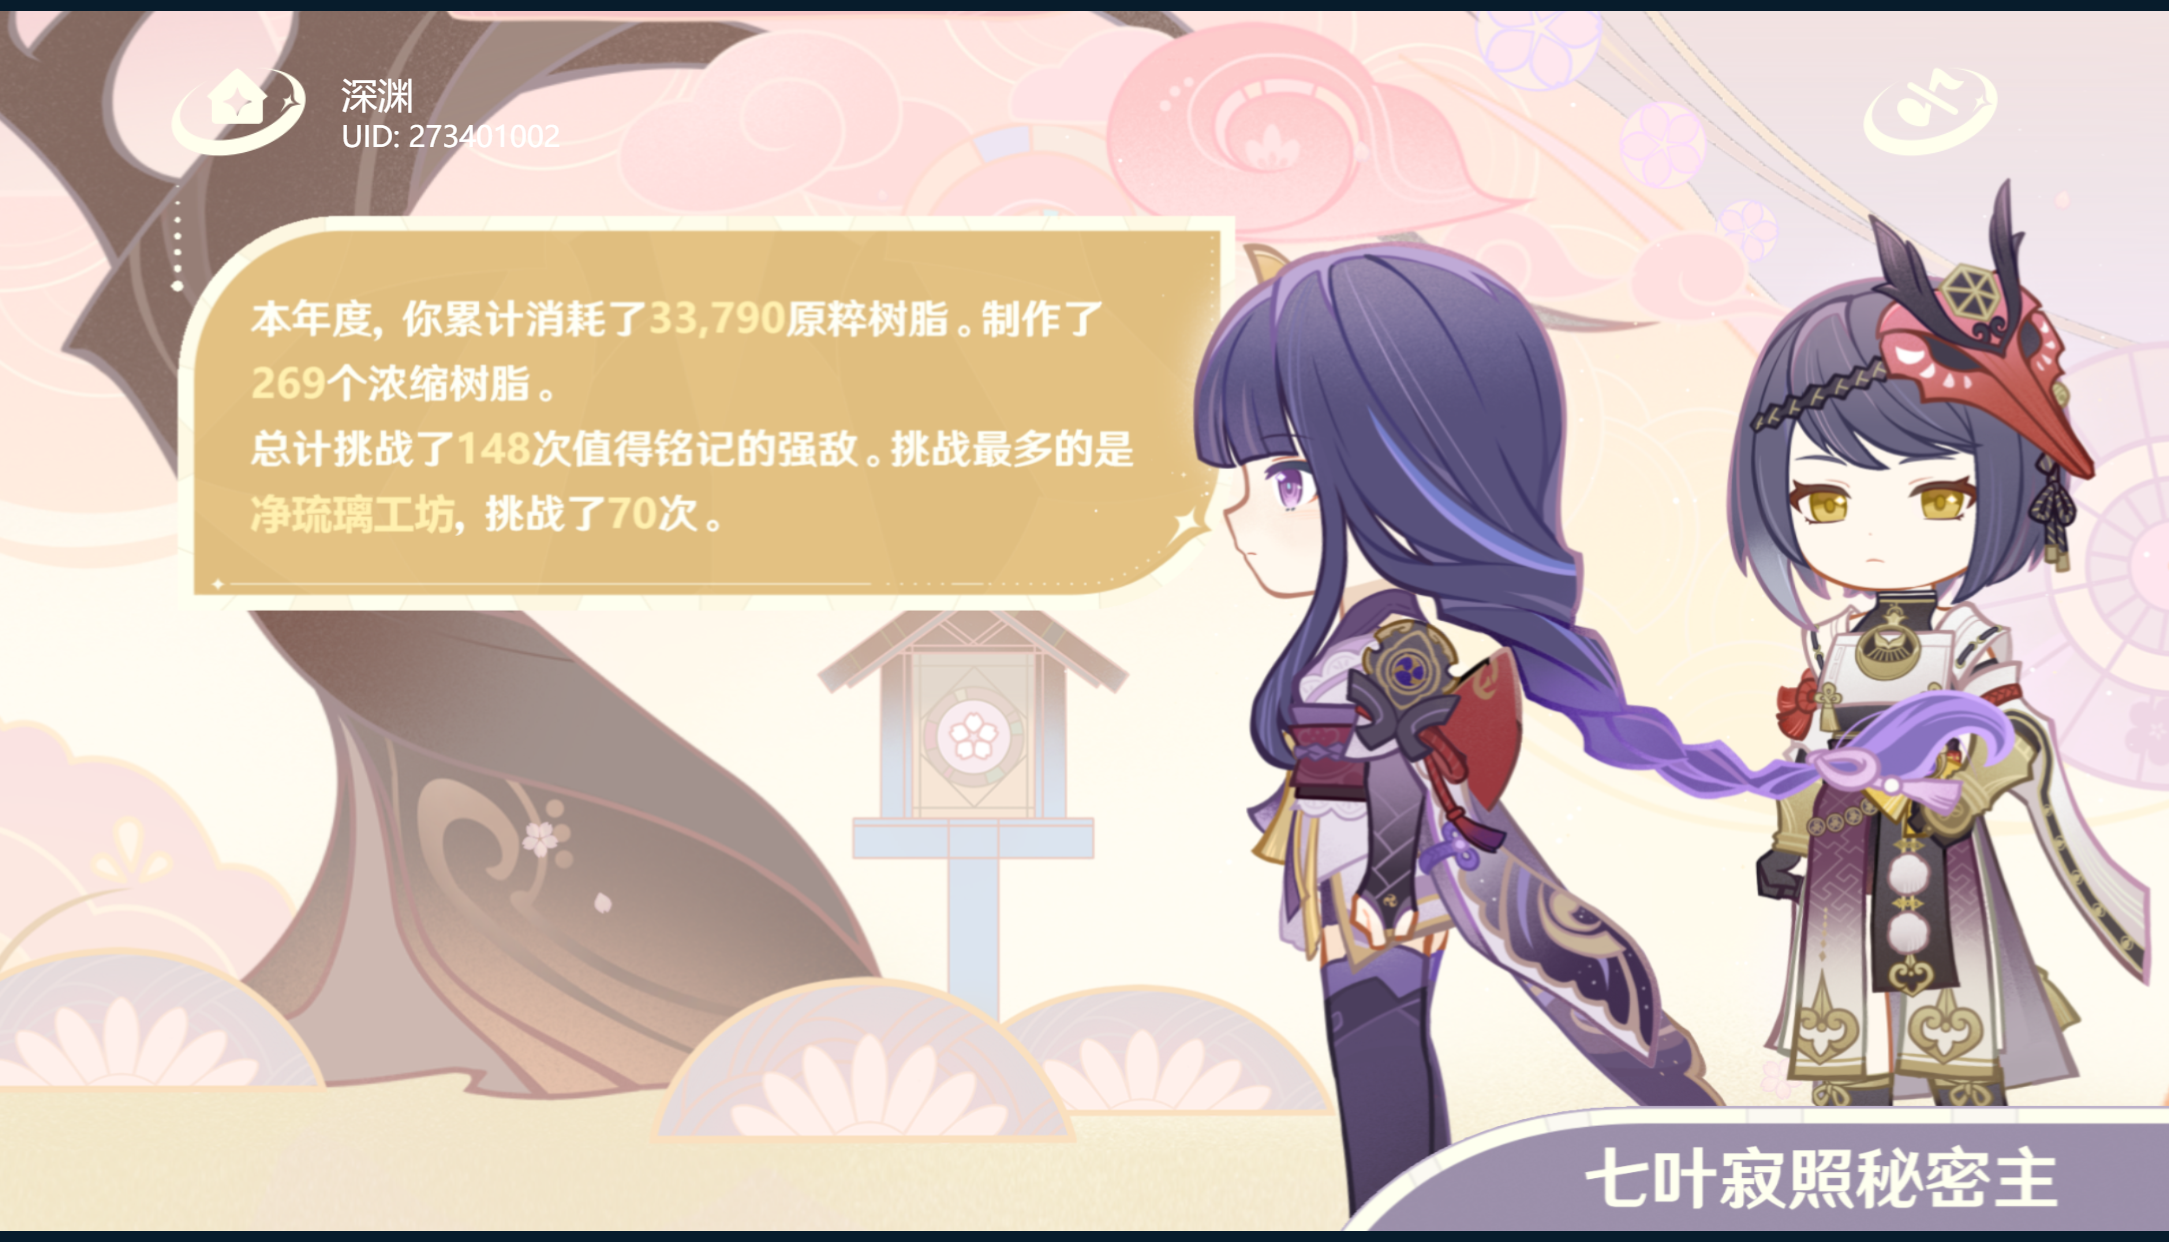 深渊
UID: 273401002
本年度, 你累计消耗了33,790原粹树脂。制作了
269个浓缩树脂。
总计挑战了148次值得铭记的强敌。挑战最多的是
净琉璃工坊, 挑战了70次。
七叶寂照秘密主